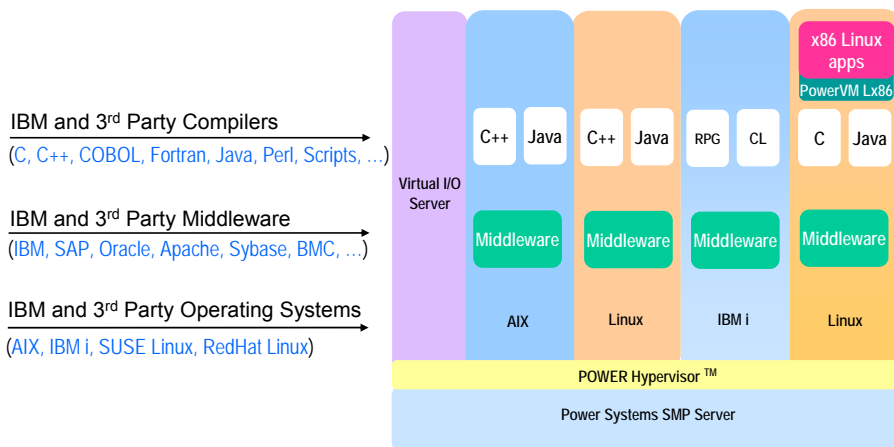 IBM and 3rd Party Compilers
(C, C++, COBOL, Fortran, Java, Perl, Scripts, ...)
IBM and 3rd Party Middleware
(IBM, SAP, Oracle, Apache, Sybase, BMC, ...)
IBM and 3rd Party Operating Systems
(AIX, IBM i, SUSE Linux, RedHat Linux)
Virtual I/O
Server
C++ Java
Middleware
AIX
C++ Java
Middleware
Linux
RPG CL
Middleware
IBM i
x86 Linux
apps
PowerVM Lx86
C Java
Middleware
Linux
POWER Hypervisor TM
Power Systems SMP Server